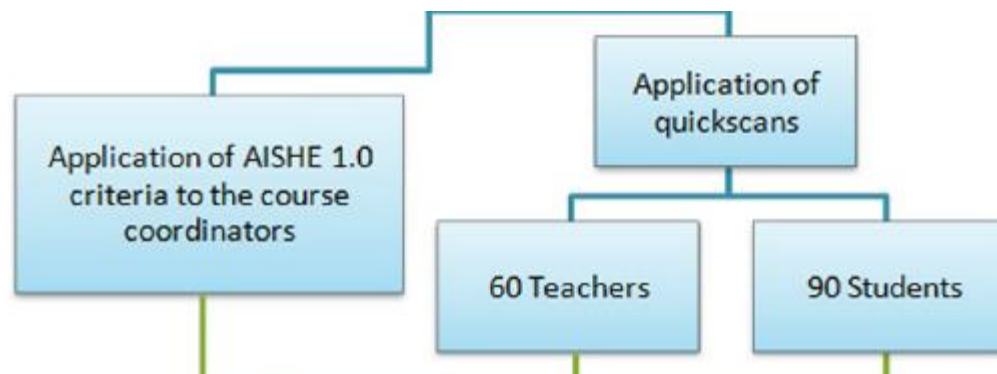 Application of AISHE 1.0
criteria to the course
coordinators
Application of
quickscans
60 Teachers
90 Students